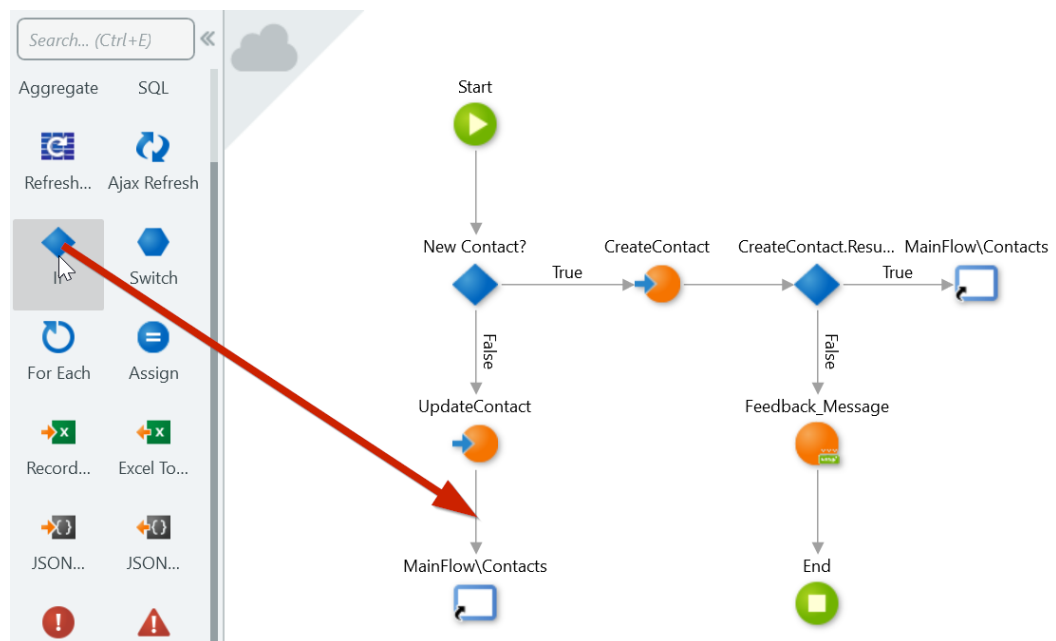 Search... (Ctrl+E)
Aggregate SQL
Refresh... Ajax Refresh
If Switch
For Each Assign
Record... Excel To...
JSON... JSON...
Start
New Contact? CreateContact CreateContact.Resu... MainFlow\Contacts
True True
False False
UpdateContact Feedback_Message
MainFlow\Contacts End